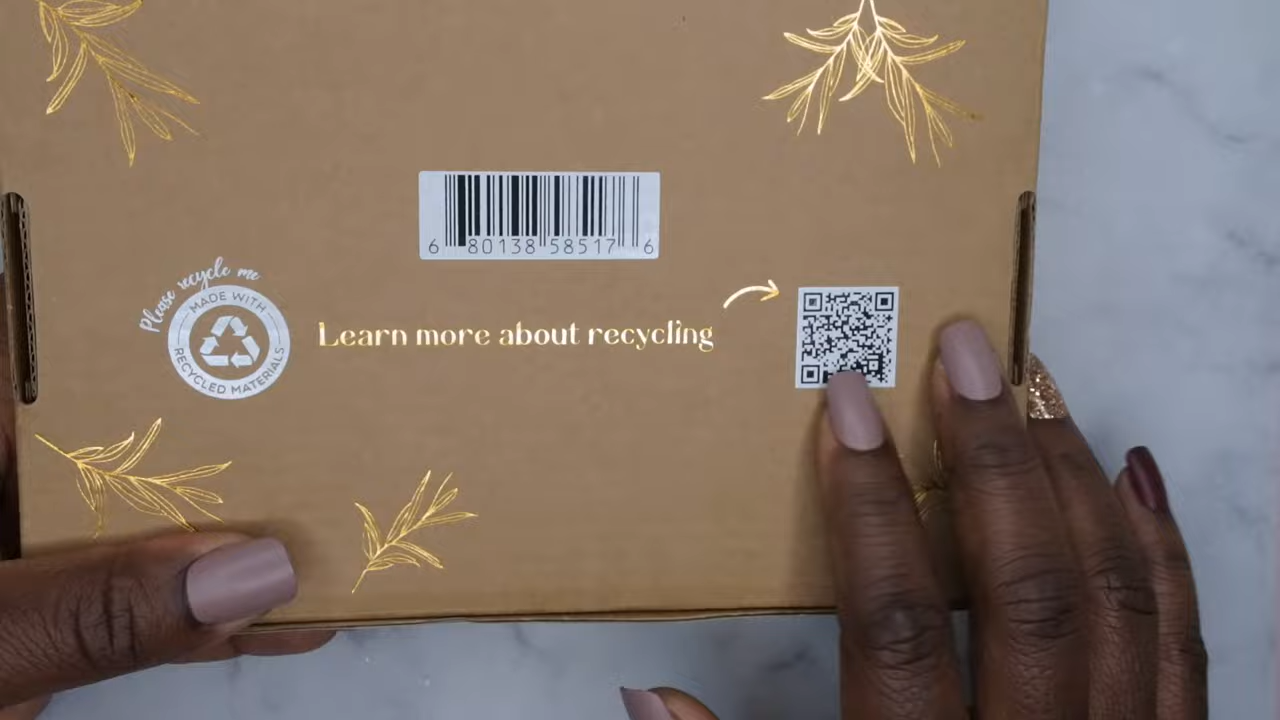 6 80138 58517 6
Please recycle me
MADE WITH
RECYCLED MATERIALS
Learn more about recycling